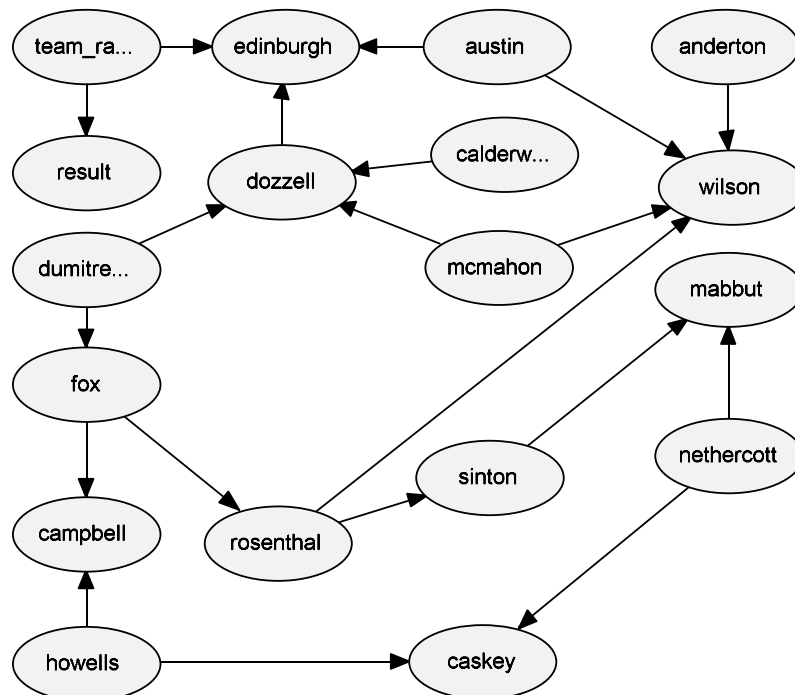 team_ra...
edinburgh
austin
anderton
result
dozzell
calderw...
wilson
dumitre...
mcmahon
mabbut
fox
sinton
nethercott
campbell
rosenthal
howells
caskey